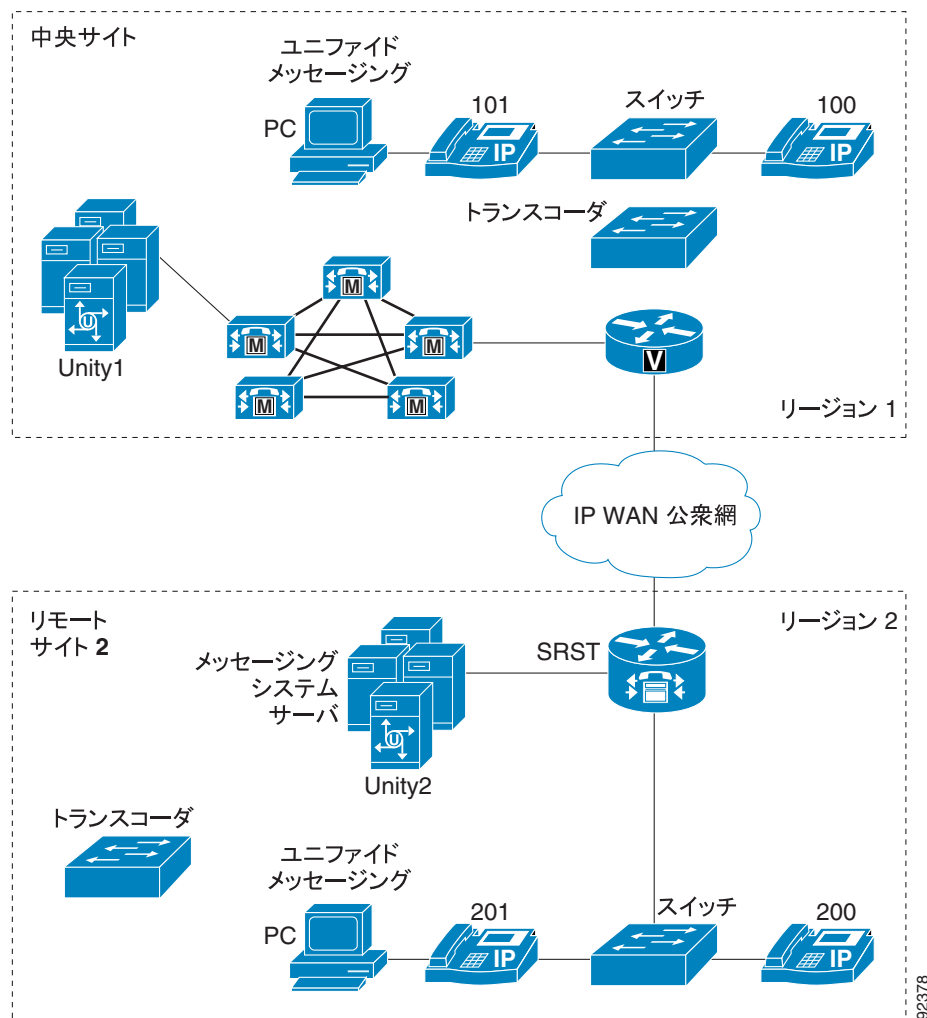 中央サイト
ユニファイド
メッセージング
PC
101
スイッチ
100
IP
IP
トランスコーダ
M
M
M
M
M
U
Unity1
V
リージョン 1
IP WAN 公衆網
リモート
サイト 2
リージョン 2
SRST
メッセージング
システム
サーバ
U
Unity2
トランスコーダ
ユニファイド
メッセージング
PC
201
スイッチ
200
IP
IP
92378